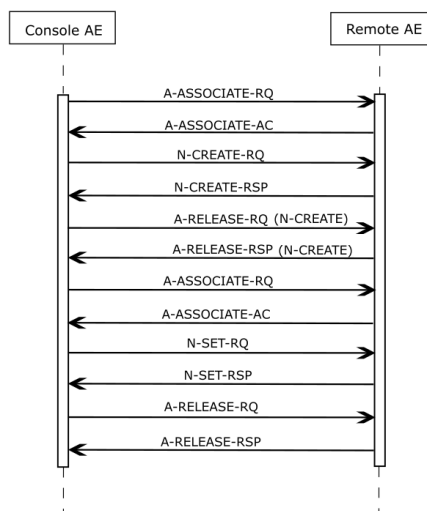 Console AE
Remote AE
A-ASSOCIATE-RQ
A-ASSOCIATE-AC
N-CREATE-RQ
N-CREATE-RSP
A-RELEASE-RQ (N-CREATE)
A-RELEASE-RSP (N-CREATE)
A-ASSOCIATE-RQ
A-ASSOCIATE-AC
N-SET-RQ
N-SET-RSP
A-RELEASE-RQ
A-RELEASE-RSP